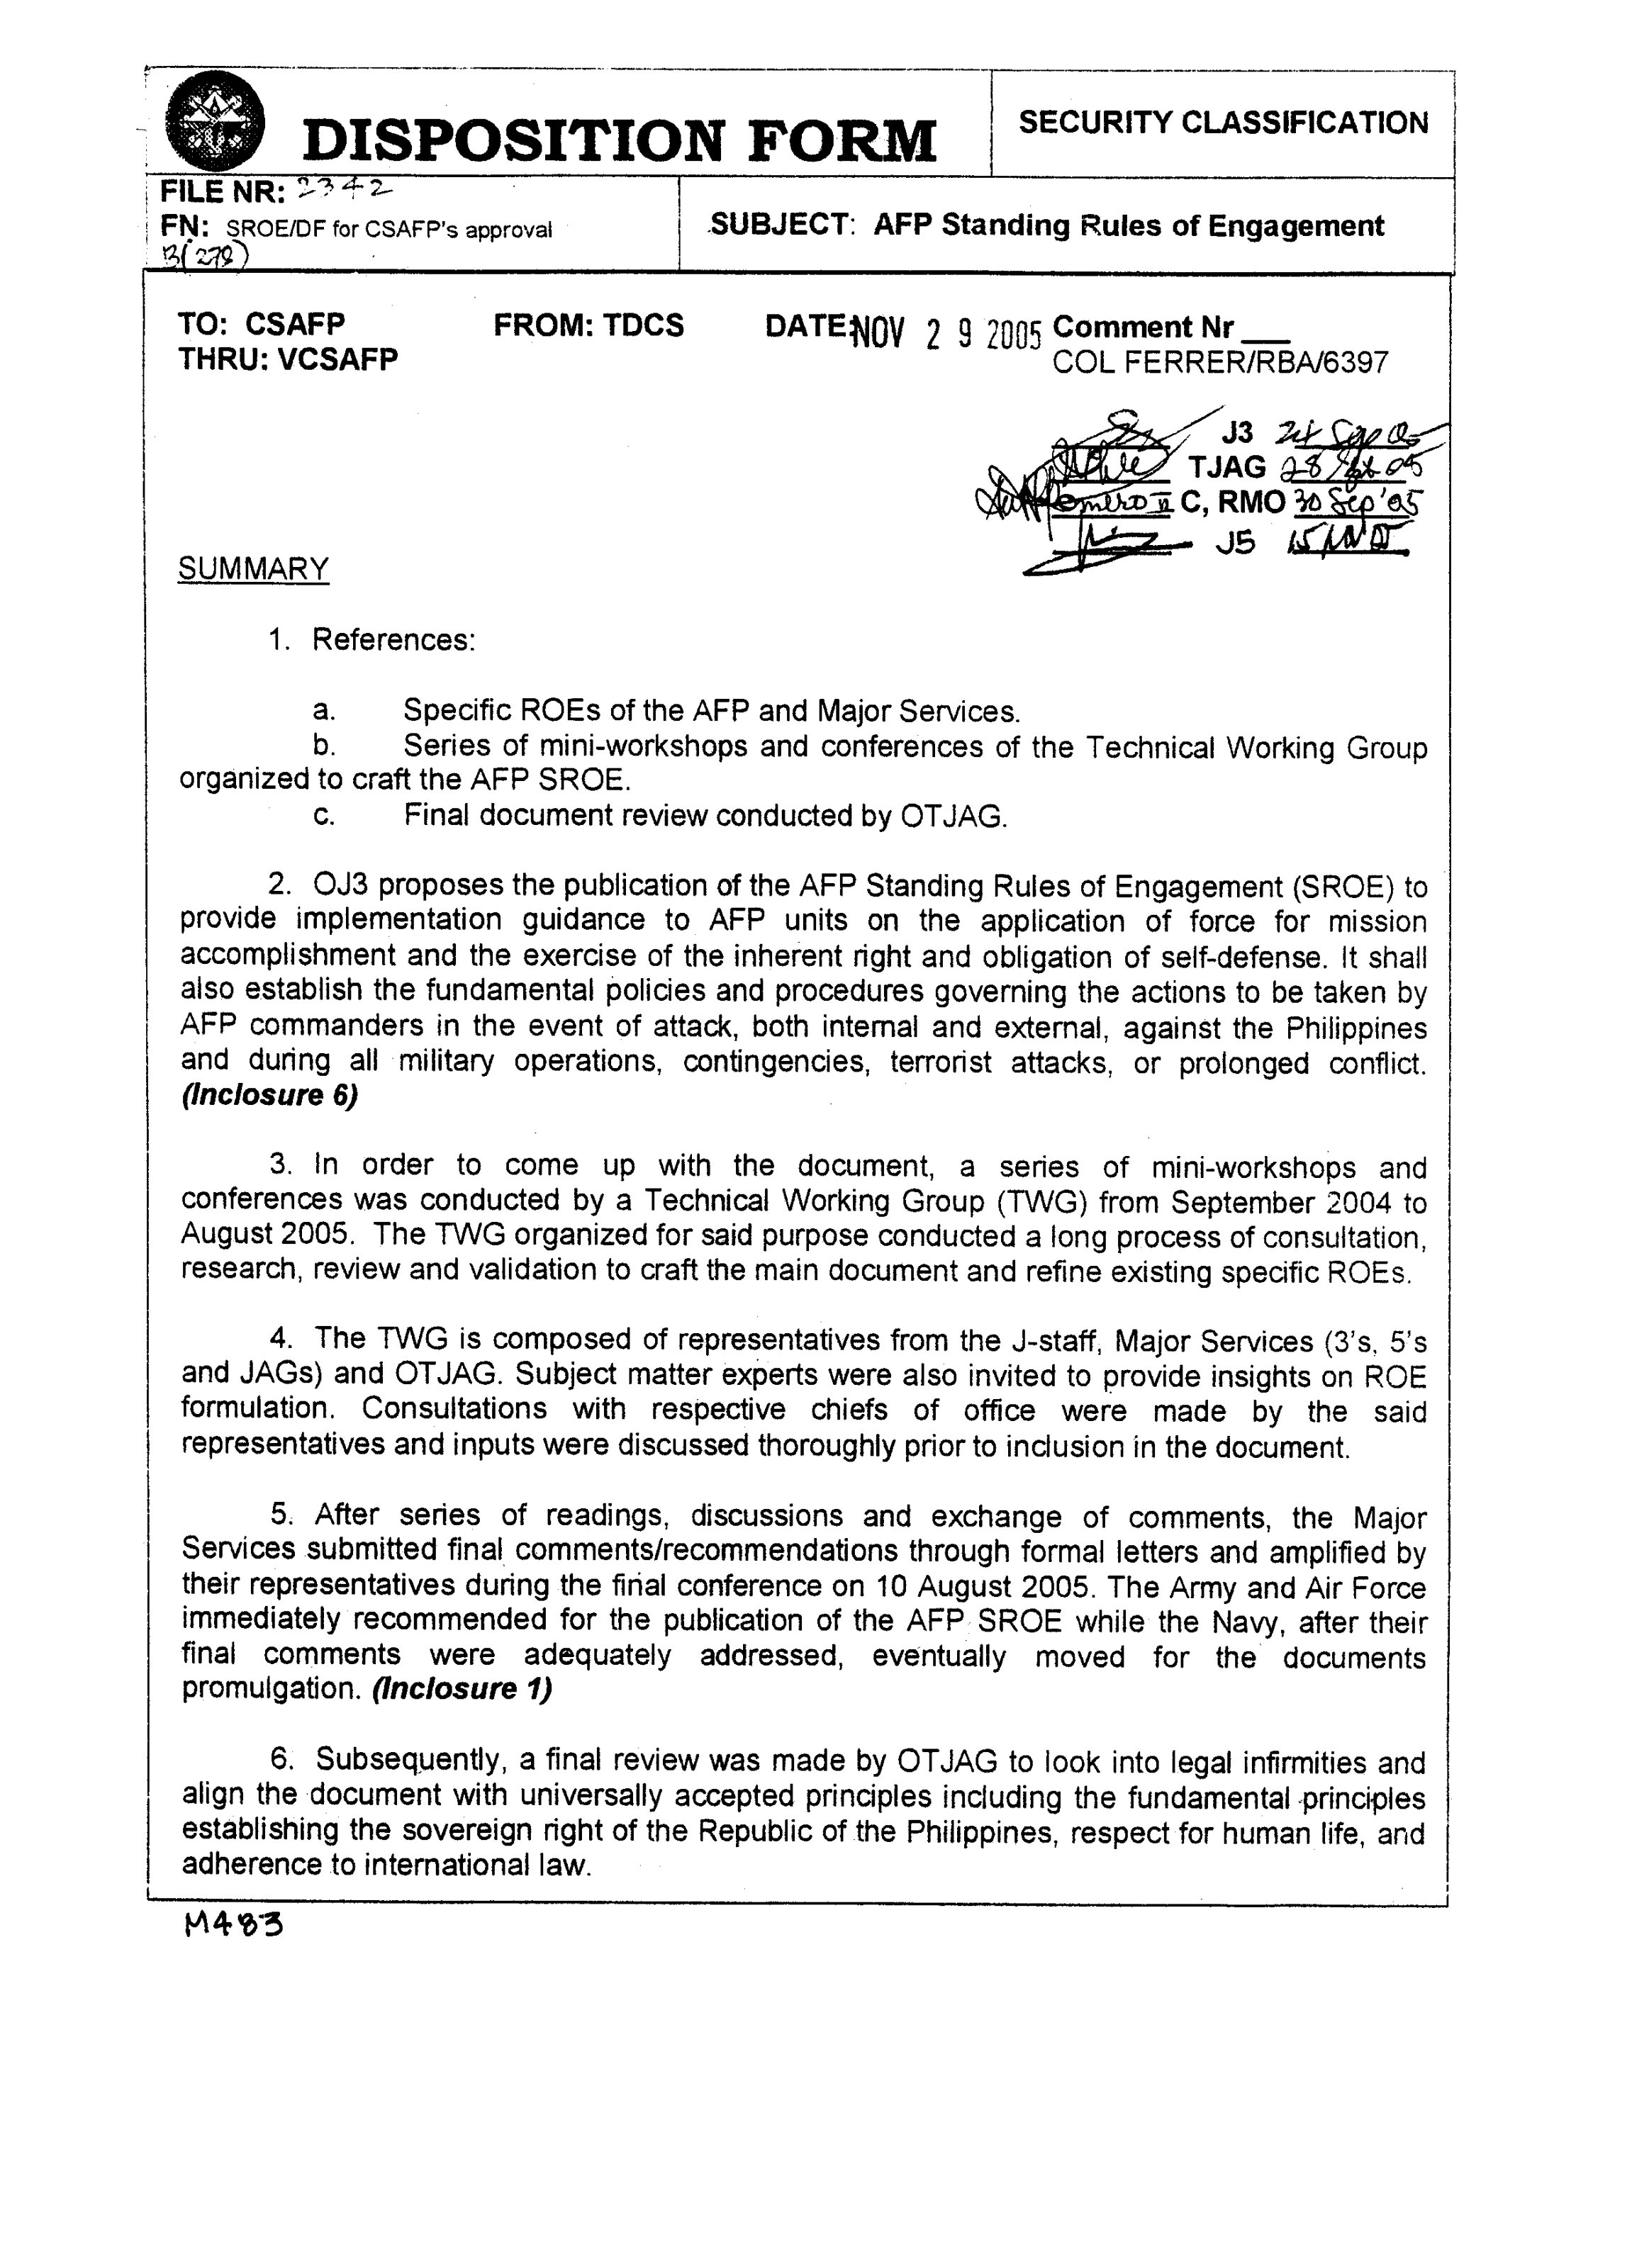 DISPOSITION FORM
SECURITY CLASSIFICATION
FILE NR: 2342
FN: SROE/DF for CSAFP's approval
B(278)
SUBJECT: AFP Standing Rules of Engagement
TO: CSAFP FROM: TDCS DATE: NOV 2 9 2005 Comment Nr ___
THRU: VCSAFP COL FERRER/RBA/6397
J3 24 Sep 05
TJAG 28 Sept 05
C, RMO 30 Sep '05
J5
SUMMARY
1. References:
a. Specific ROEs of the AFP and Major Services.
b. Series of mini-workshops and conferences of the Technical Working Group
organized to craft the AFP SROE.
c. Final document review conducted by OTJAG.
2. OJ3 proposes the publication of the AFP Standing Rules of Engagement (SROE) to
provide implementation guidance to AFP units on the application of force for mission
accomplishment and the exercise of the inherent right and obligation of self-defense. It shall
also establish the fundamental policies and procedures governing the actions to be taken by
AFP commanders in the event of attack, both internal and external, against the Philippines
and during all military operations, contingencies, terrorist attacks, or prolonged conflict.
(Inclosure 6)
3. In order to come up with the document, a series of mini-workshops and
conferences was conducted by a Technical Working Group (TWG) from September 2004 to
August 2005. The TWG organized for said purpose conducted a long process of consultation,
research, review and validation to craft the main document and refine existing specific ROEs.
4. The TWG is composed of representatives from the J-staff, Major Services (3's, 5's
and JAGs) and OTJAG. Subject matter experts were also invited to provide insights on ROE
formulation. Consultations with respective chiefs of office were made by the said
representatives and inputs were discussed thoroughly prior to inclusion in the document.
5. After series of readings, discussions and exchange of comments, the Major
Services submitted final comments/recommendations through formal letters and amplified by
their representatives during the final conference on 10 August 2005. The Army and Air Force
immediately recommended for the publication of the AFP SROE while the Navy, after their
final comments were adequately addressed, eventually moved for the documents
promulgation. (Inclosure 1)
6. Subsequently, a final review was made by OTJAG to look into legal infirmities and
align the document with universally accepted principles including the fundamental principles
establishing the sovereign right of the Republic of the Philippines, respect for human life, and
adherence to international law.
M483